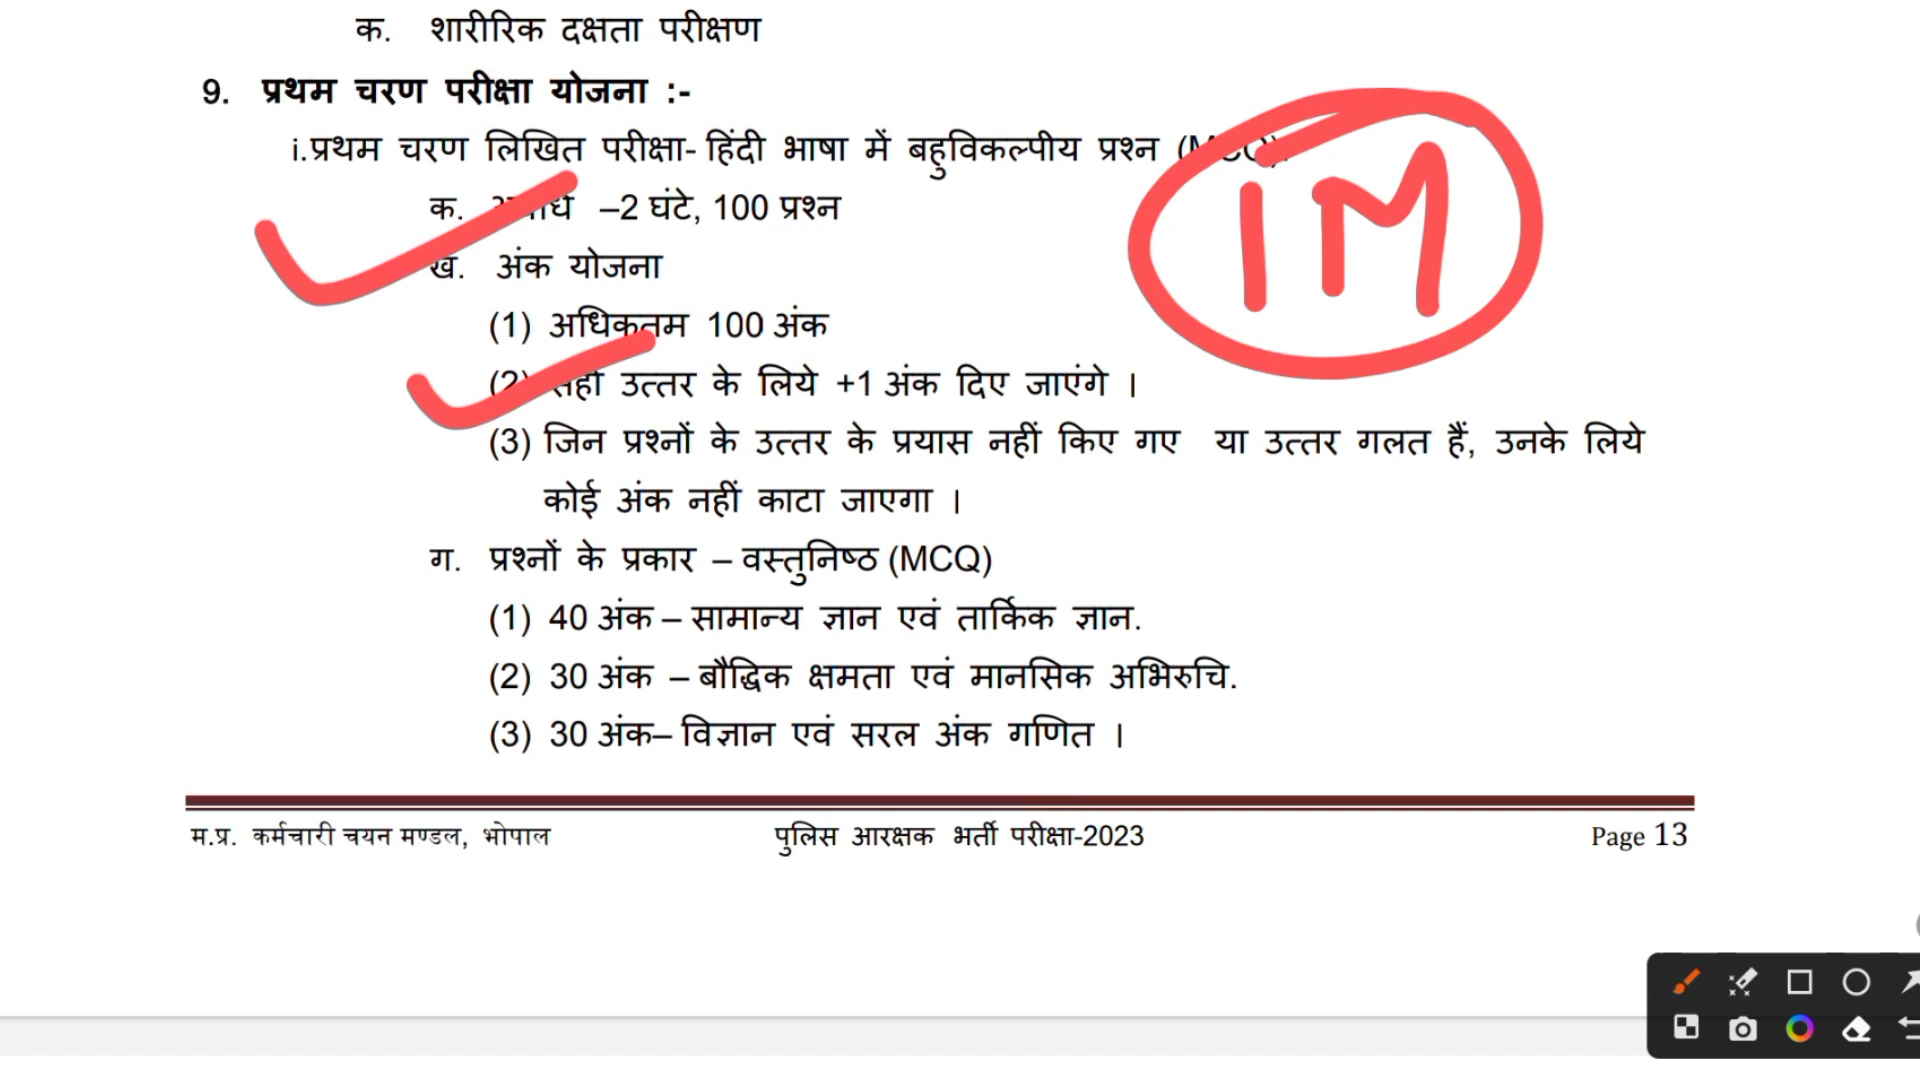 क. शारीरिक दक्षता परीक्षण
9. प्रथम चरण परीक्षा योजना :-
i.प्रथम चरण लिखित परीक्षा- हिंदी भाषा में बहुविकल्पीय प्रश्न
1M
क. –2 घंटे, 100 प्रश्न
ख. अंक योजना
(1) अधिकतम 100 अंक
(2) सही उत्तर के लिये +1 अंक दिए जाएंगे ।
(3) जिन प्रश्नों के उत्तर के प्रयास नहीं किए गए या उत्तर गलत हैं, उनके लिये
कोई अंक नहीं काटा जाएगा ।
ग. प्रश्नों के प्रकार – वस्तुनिष्ठ (MCQ)
(1) 40 अंक – सामान्य ज्ञान एवं तार्किक ज्ञान.
(2) 30 अंक – बौद्धिक क्षमता एवं मानसिक अभिरुचि.
(3) 30 अंक– विज्ञान एवं सरल अंक गणित ।
म.प्र. कर्मचारी चयन मण्डल, भोपाल पुलिस आरक्षक भर्ती परीक्षा-2023 Page 13